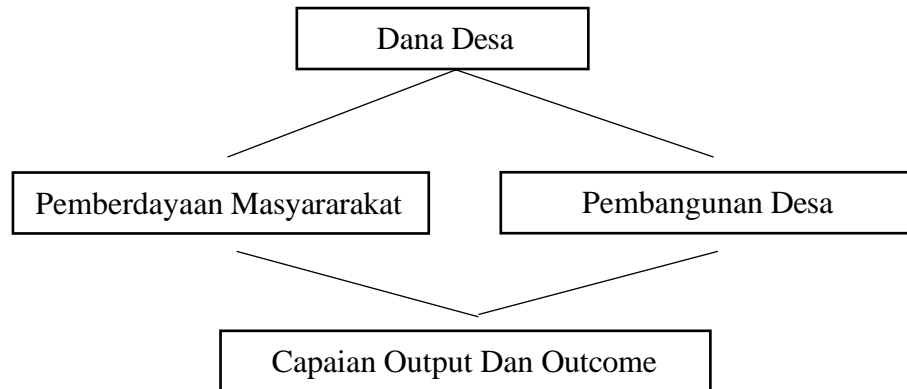 Dana Desa
Pemberdayaan Masyararakat
Pembangunan Desa
Capaian Output Dan Outcome